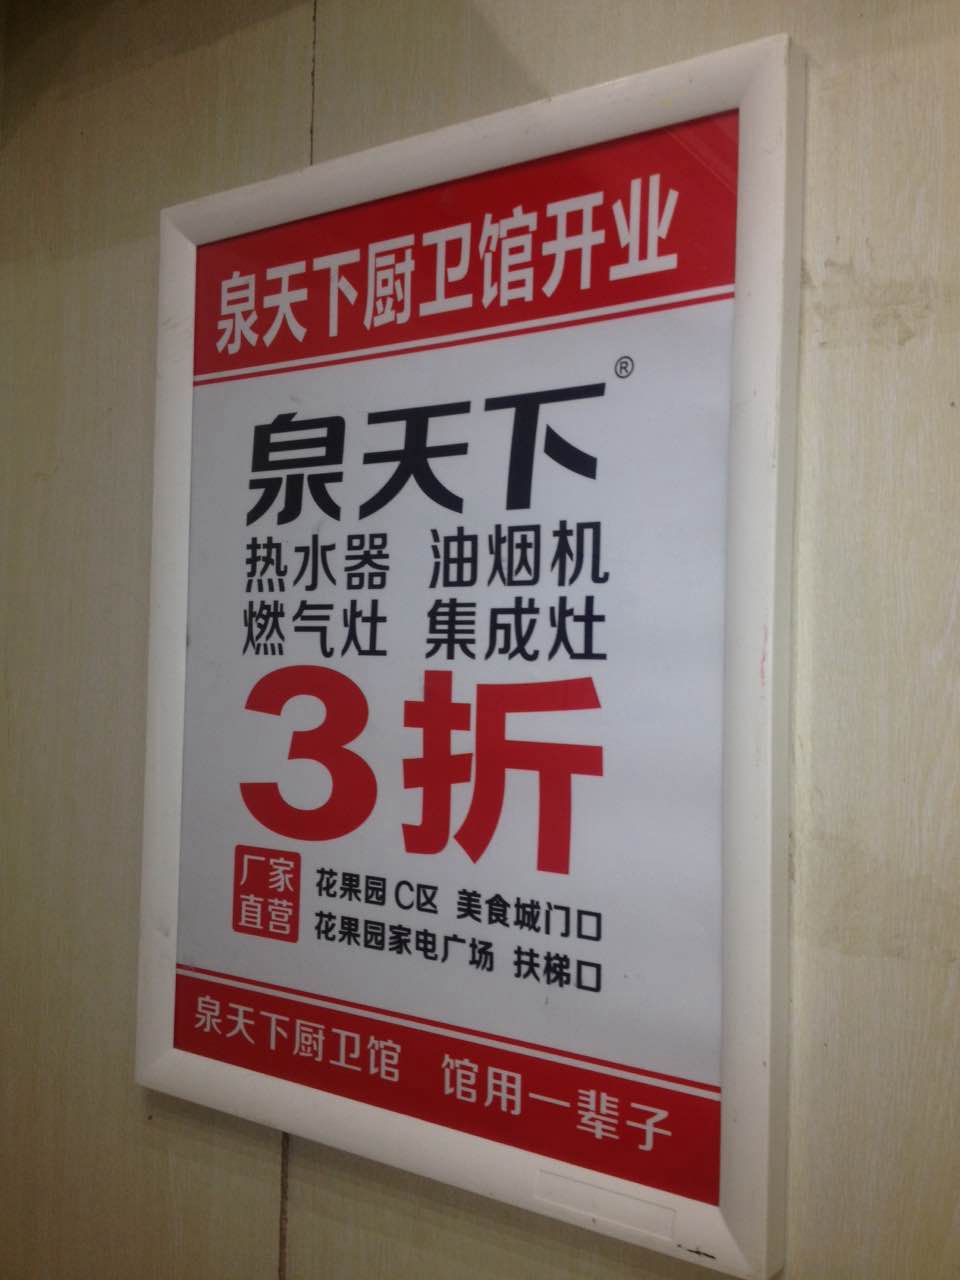 泉天下厨卫馆开业
泉天下®
热水器 油烟机
燃气灶 集成灶
3折
厂家
直营
花果园C区 美食城门口
花果园家电广场 扶梯口
泉天下厨卫馆 馆用一辈子